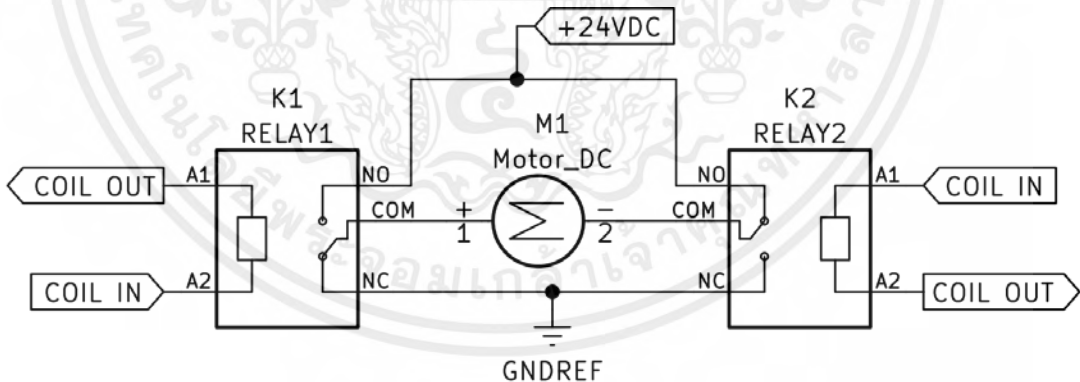 +24VDC
K1
RELAY1
K2
RELAY2
M1
Motor_DC
COIL OUT
A1
NO
COM
+
1
-
2
NO
COM
A1
COIL IN
COIL IN
A2
NC
NC
A2
COIL OUT
GNDREF